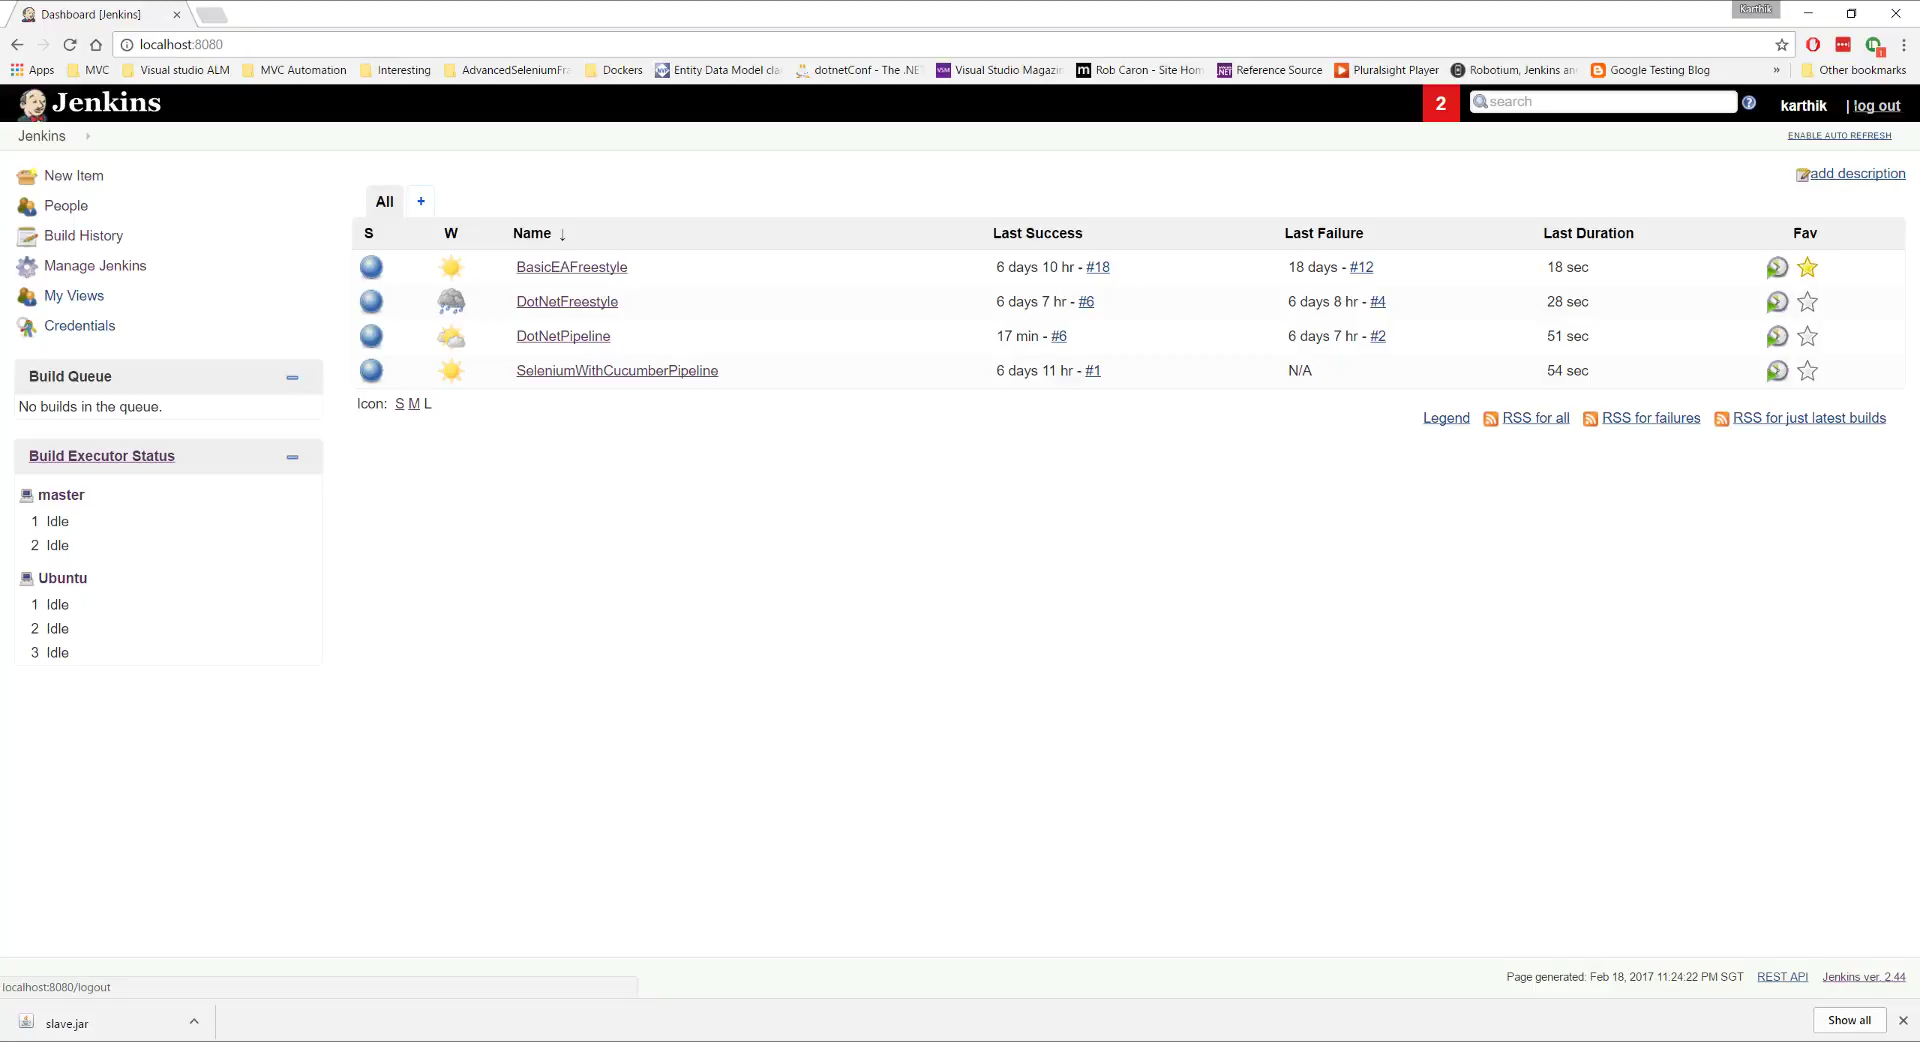 Dashboard [Jenkins]
Karthik
localhost:8080
Apps MVC Visual studio ALM MVC Automation Interesting AdvancedSeleniumFra Dockers Entity Data Model cla dotnetConf - The .NE Visual Studio Magazin Rob Caron - Site Hom Reference Source Pluralsight Player Robotium, Jenkins an Google Testing Blog » Other bookmarks
Jenkins 2 search karthik | log out
Jenkins ENABLE AUTO REFRESH
New Item
People
Build History
Manage Jenkins
My Views
Credentials
Build Queue
No builds in the queue.
Build Executor Status
master
1 Idle
2 Idle
Ubuntu
1 Idle
2 Idle
3 Idle
add description
All +
S W Name ↓ Last Success Last Failure Last Duration Fav
BasicEAFreestyle 6 days 10 hr - #18 18 days - #12 18 sec
DotNetFreestyle 6 days 7 hr - #6 6 days 8 hr - #4 28 sec
DotNetPipeline 17 min - #6 6 days 7 hr - #2 51 sec
SeleniumWithCucumberPipeline 6 days 11 hr - #1 N/A 54 sec
Icon: S M L
Legend RSS for all RSS for failures RSS for just latest builds
Page generated: Feb 18, 2017 11:24:22 PM SGT REST API Jenkins ver. 2.44
localhost:8080/logout
slave.jar Show all